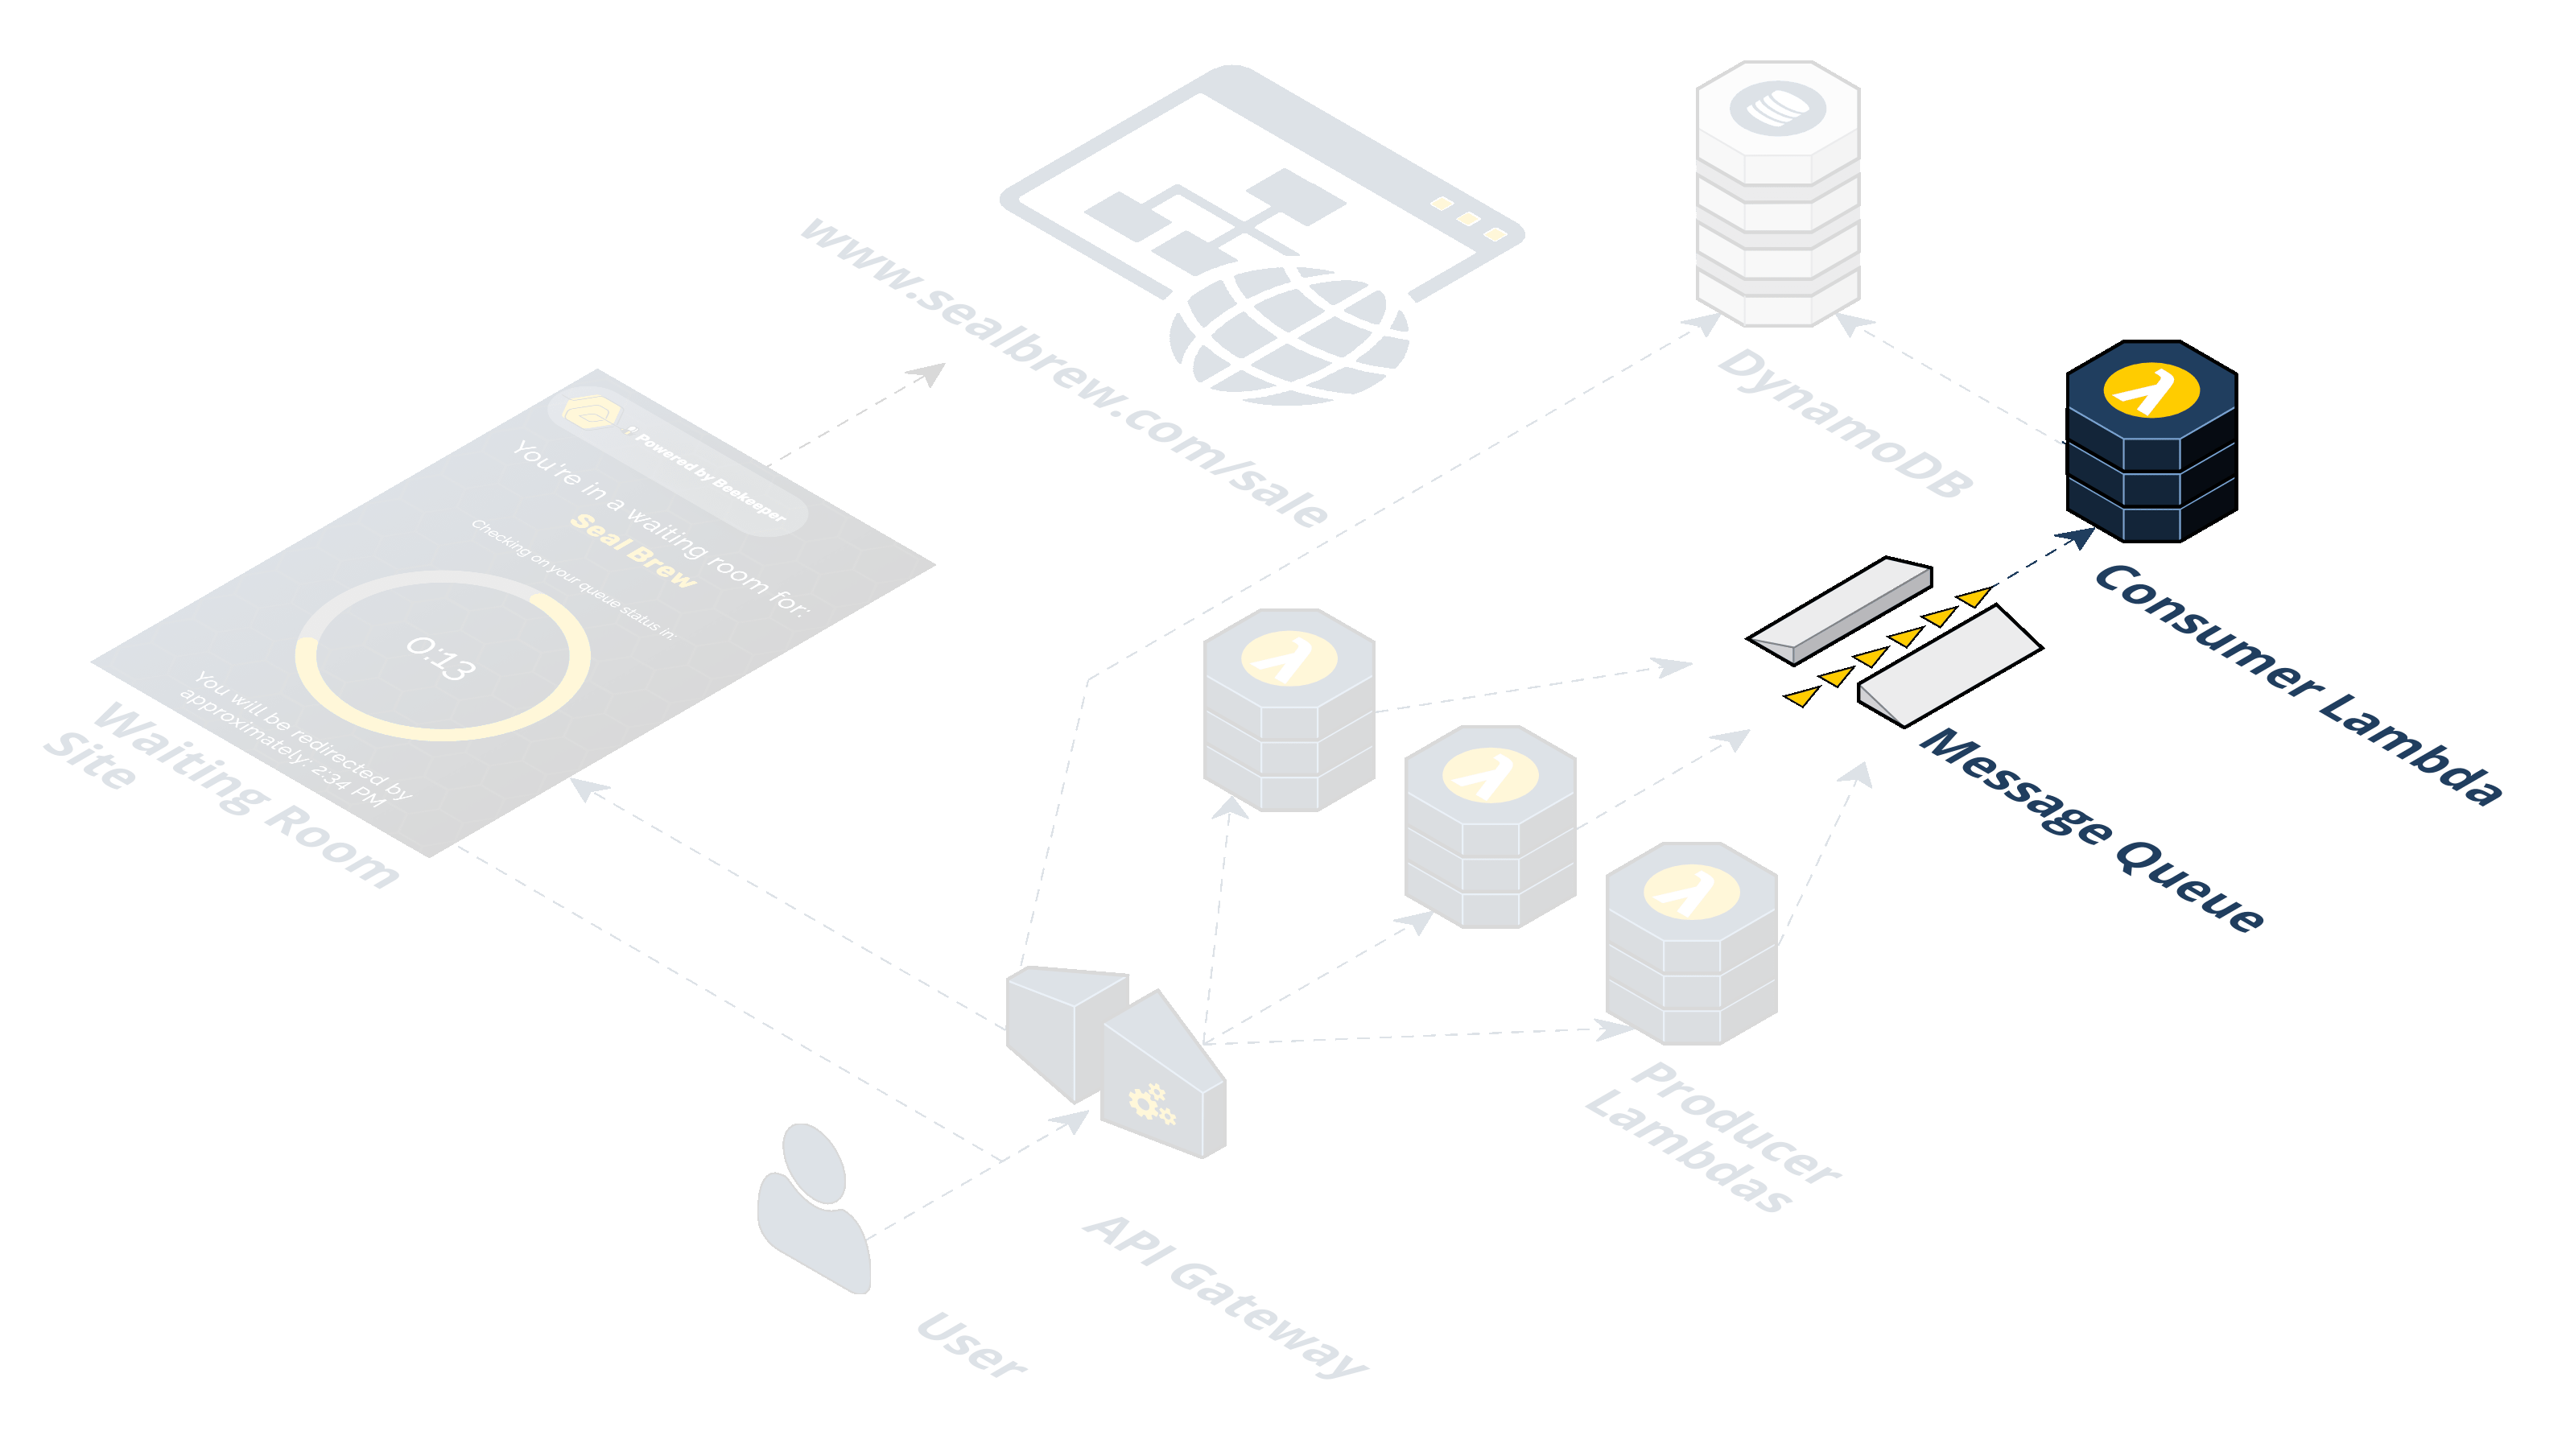 www.sealbrew.com/sale
DynamoDB
Consumer Lambda
Message Queue
Powered by Beekeeper
You're in a waiting room for:
Seal Brew
Checking on your queue status in:
0:13
You will be redirected by
approximately: 2:34 PM
Waiting Room
Site
Producer
Lambdas
API Gateway
User